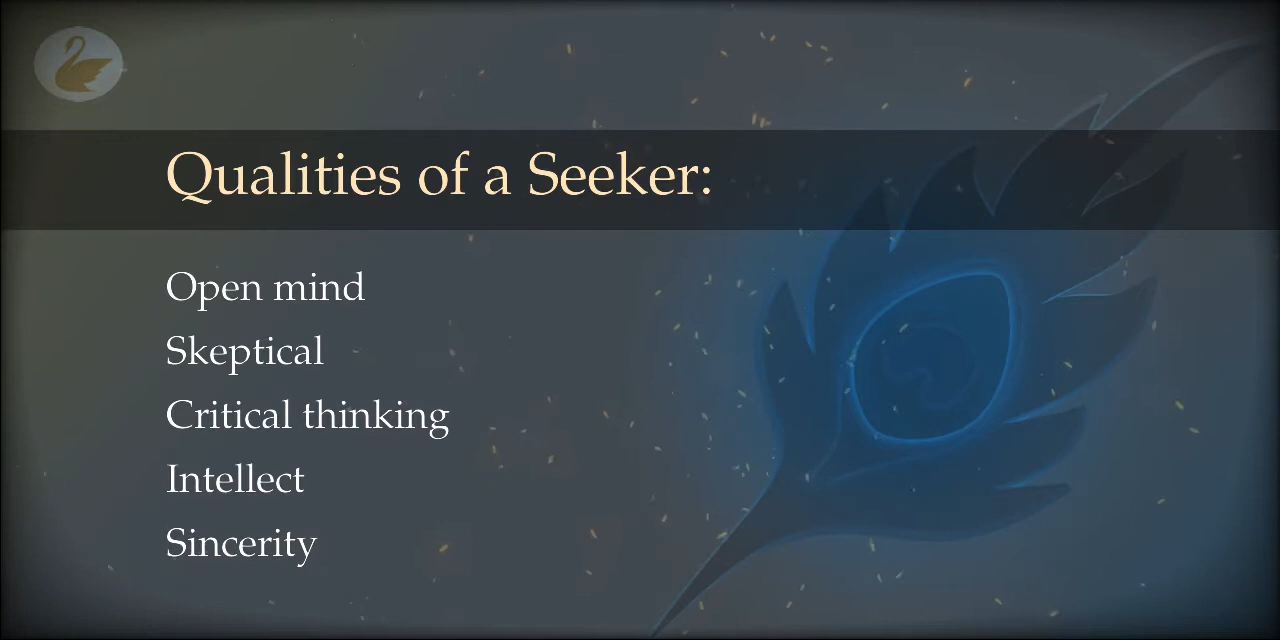 Qualities of a Seeker:
Open mind
Skeptical
Critical thinking
Intellect
Sincerity